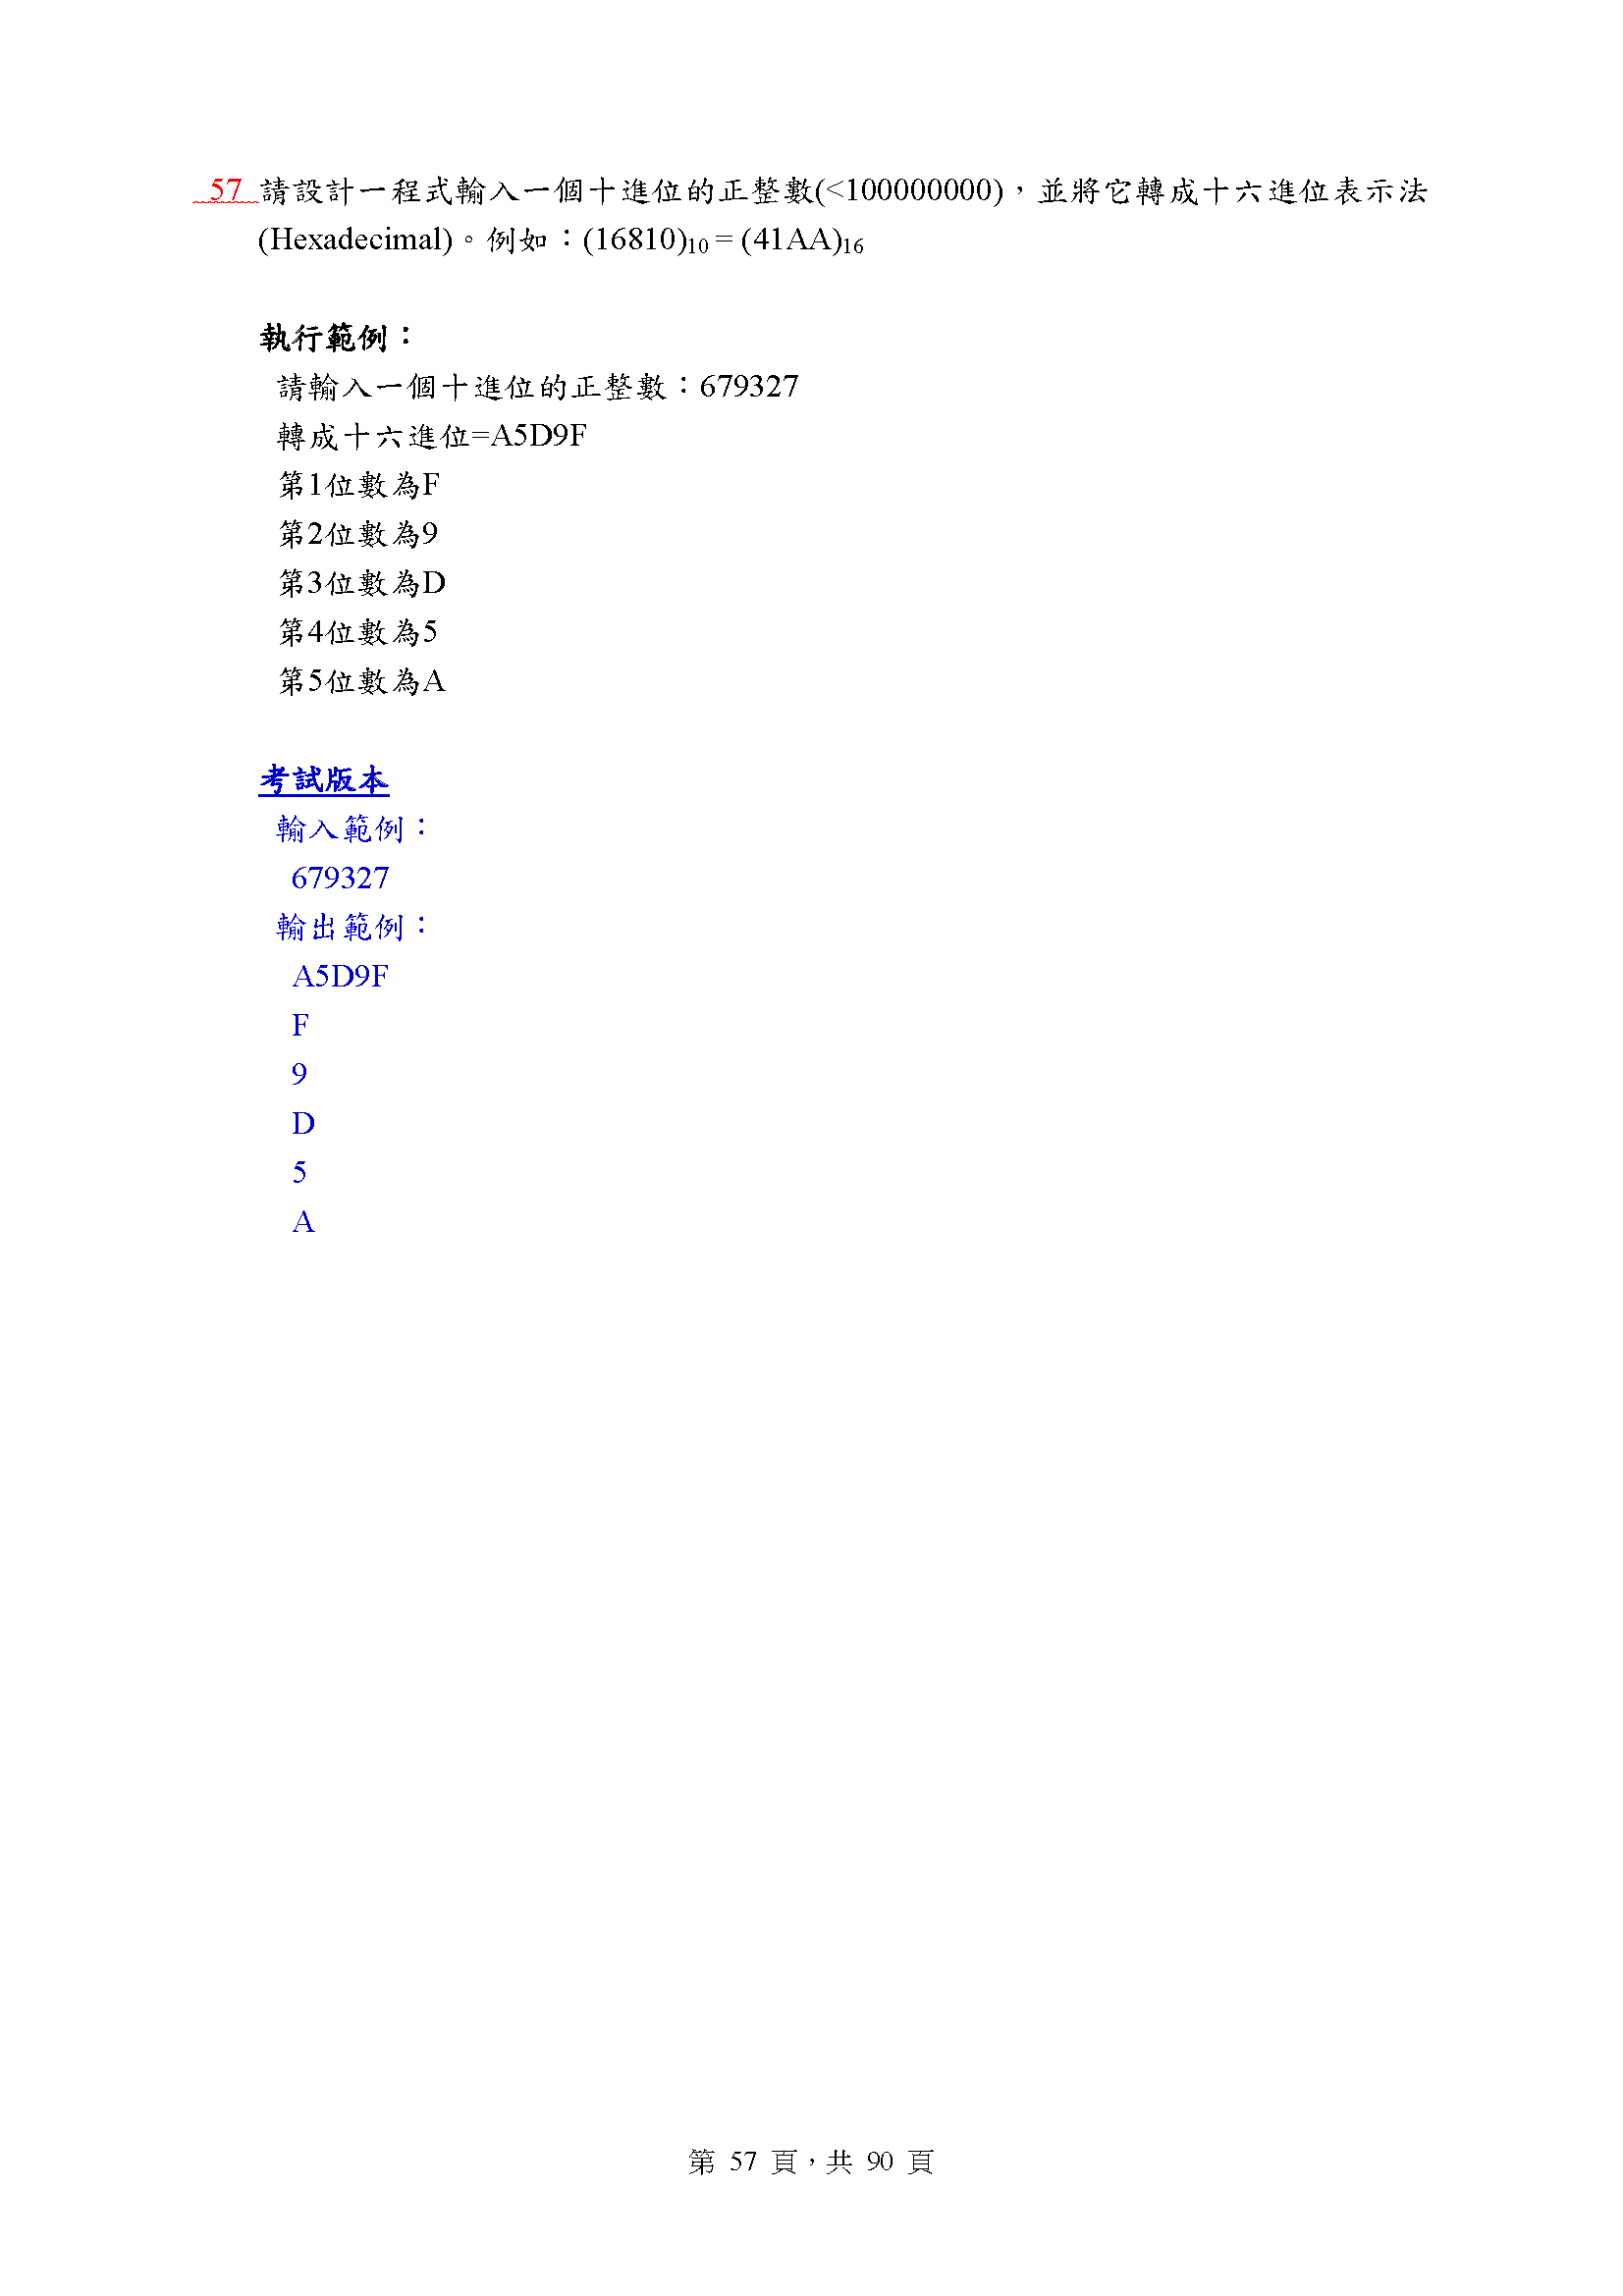 57 請設計一程式輸入一個十進位的正整數(<100000000)，並將它轉成十六進位表示法
(Hexadecimal)。例如：(16810)10 = (41AA)16
執行範例：
請輸入一個十進位的正整數：679327
轉成十六進位=A5D9F
第1位數為F
第2位數為9
第3位數為D
第4位數為5
第5位數為A
考試版本
輸入範例：
679327
輸出範例：
A5D9F
F
9
D
5
A
第 57 頁，共 90 頁